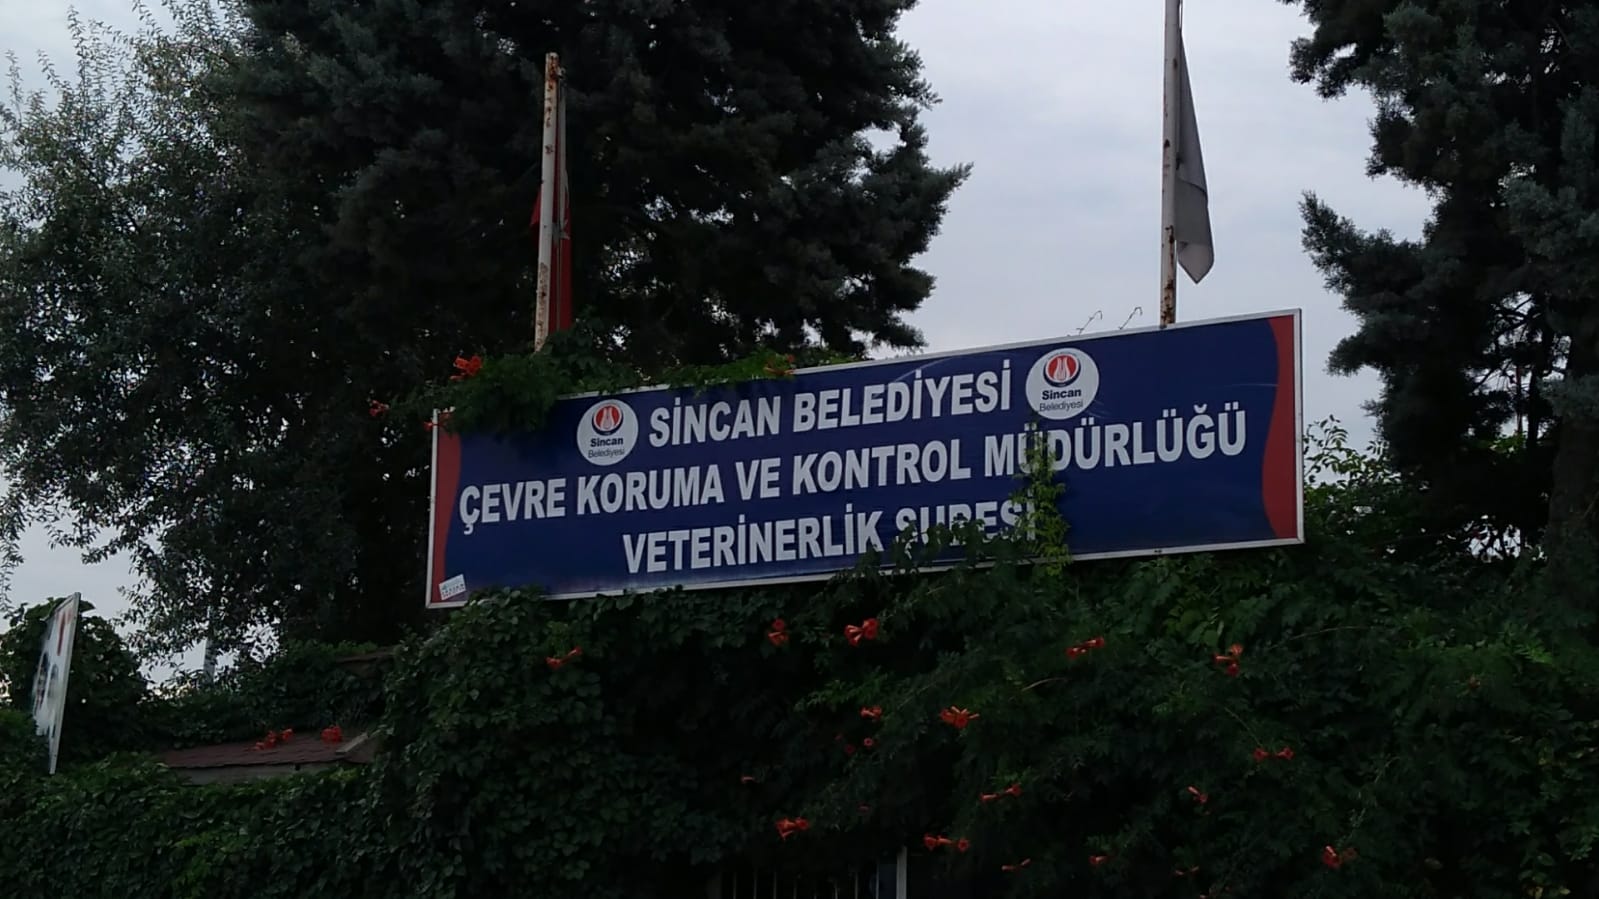 SİNCAN BELEDİYESİ
ÇEVRE KORUMA VE KONTROL MÜDÜRLÜĞÜ
VETERİNERLİK ŞUBESİ
Sincan
Belediyesi
Sincan
Belediyesi